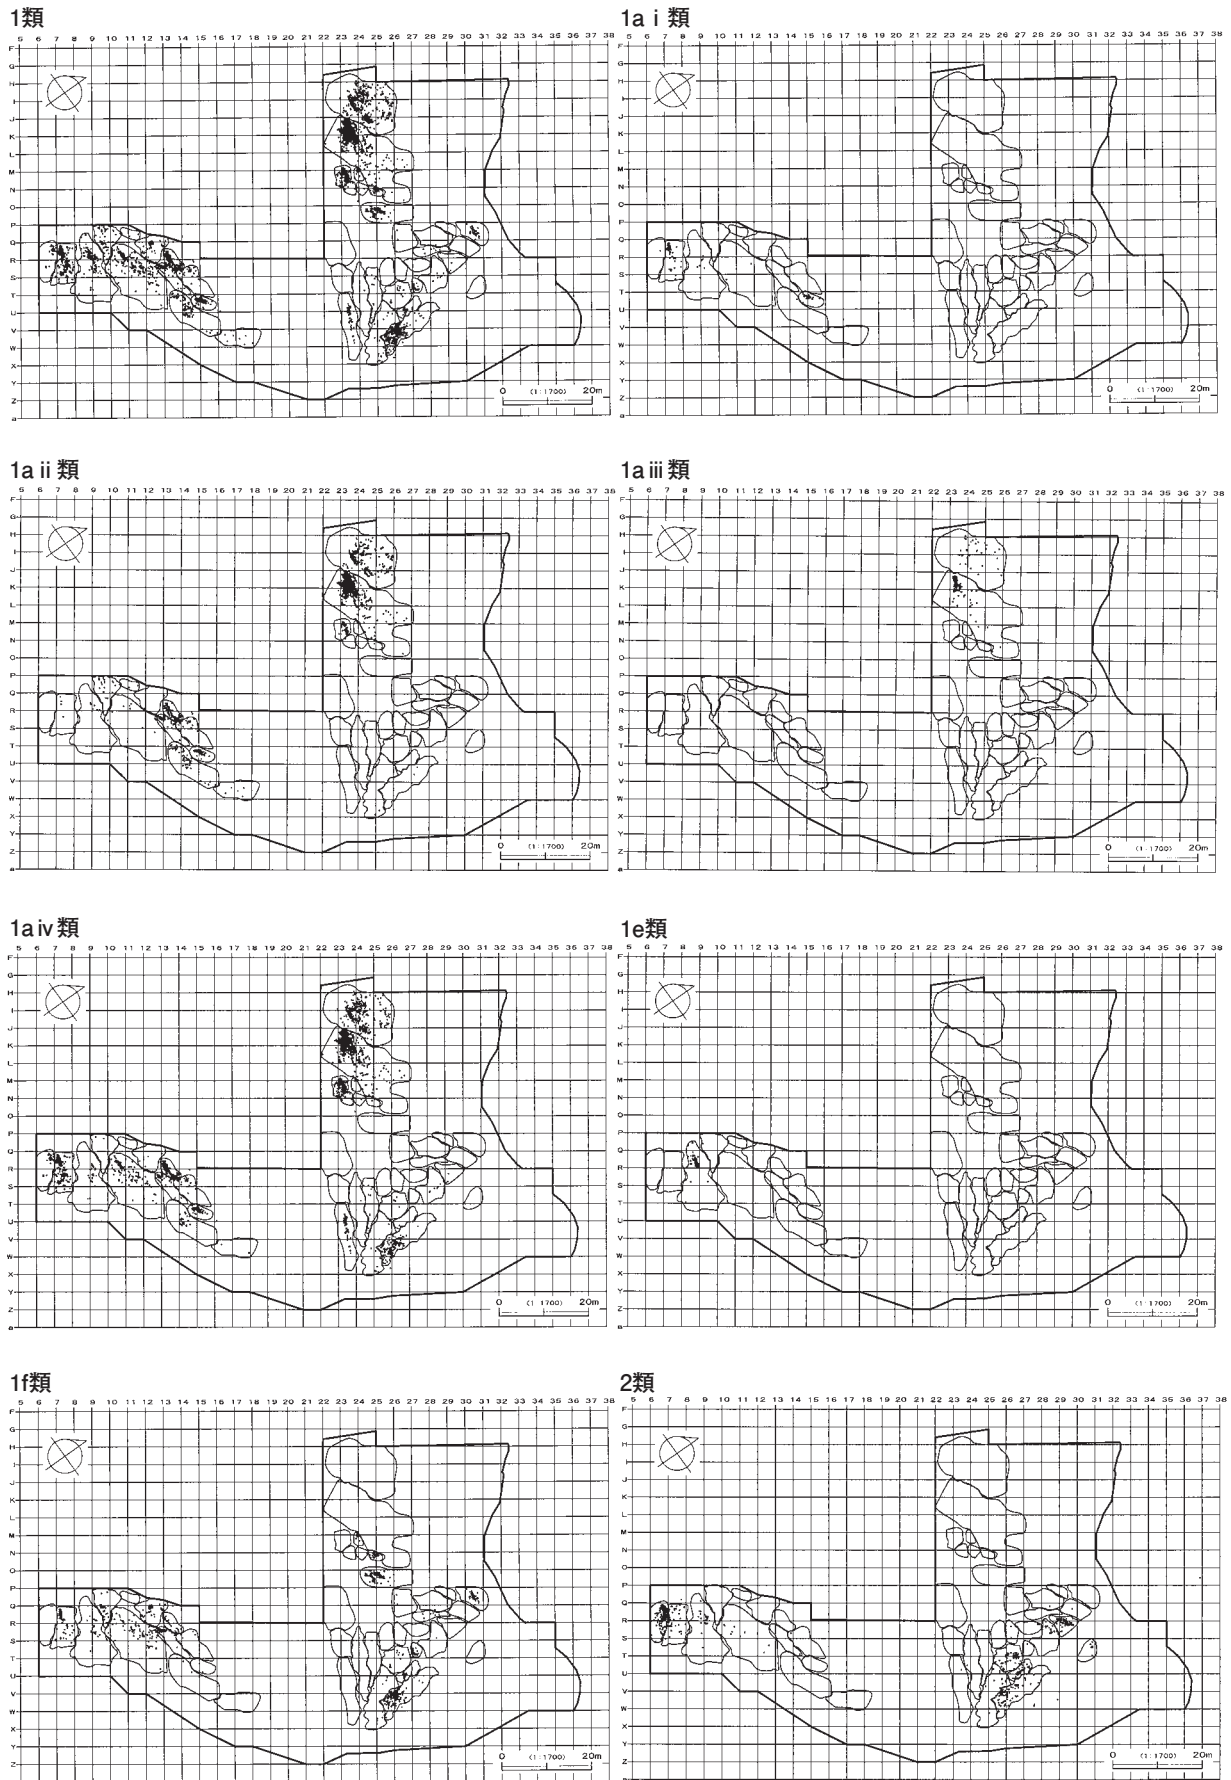 1類
5 6 7 8 9 10 11 12 13 14 15 16 17 18 19 20 21 22 23 24 25 26 27 28 29 30 31 32 33 34 35 36 37 38
F
G
H
I
J
K
L
M
N
O
P
Q
R
S
T
U
V
W
X
Y
Z
a
0 (1:1700) 20m
1a i 類
5 6 7 8 9 10 11 12 13 14 15 16 17 18 19 20 21 22 23 24 25 26 27 28 29 30 31 32 33 34 35 36 37 38
F
G
H
I
J
K
L
M
N
O
P
Q
R
S
T
U
V
W
X
Y
Z
a
0 (1:1700) 20m
1a ii 類
5 6 7 8 9 10 11 12 13 14 15 16 17 18 19 20 21 22 23 24 25 26 27 28 29 30 31 32 33 34 35 36 37 38
F
G
H
I
J
K
L
M
N
O
P
Q
R
S
T
U
V
W
X
Y
Z
a
0 (1:1700) 20m
1a iii 類
5 6 7 8 9 10 11 12 13 14 15 16 17 18 19 20 21 22 23 24 25 26 27 28 29 30 31 32 33 34 35 36 37 38
F
G
H
I
J
K
L
M
N
O
P
Q
R
S
T
U
V
W
X
Y
Z
a
0 (1:1700) 20m
1a iv 類
5 6 7 8 9 10 11 12 13 14 15 16 17 18 19 20 21 22 23 24 25 26 27 28 29 30 31 32 33 34 35 36 37 38
F
G
H
I
J
K
L
M
N
O
P
Q
R
S
T
U
V
W
X
Y
Z
a
0 (1:1700) 20m
1e類
5 6 7 8 9 10 11 12 13 14 15 16 17 18 19 20 21 22 23 24 25 26 27 28 29 30 31 32 33 34 35 36 37 38
F
G
H
I
J
K
L
M
N
O
P
Q
R
S
T
U
V
W
X
Y
Z
a
0 (1:1700) 20m
1f類
5 6 7 8 9 10 11 12 13 14 15 16 17 18 19 20 21 22 23 24 25 26 27 28 29 30 31 32 33 34 35 36 37 38
F
G
H
I
J
K
L
M
N
O
P
Q
R
S
T
U
V
W
X
Y
Z
0 (1:1700) 20m
2類
5 6 7 8 9 10 11 12 13 14 15 16 17 18 19 20 21 22 23 24 25 26 27 28 29 30 31 32 33 34 35 36 37 38
F
G
H
I
J
K
L
M
N
O
P
Q
R
S
T
U
V
W
X
Y
Z
0 (1:1700) 20m